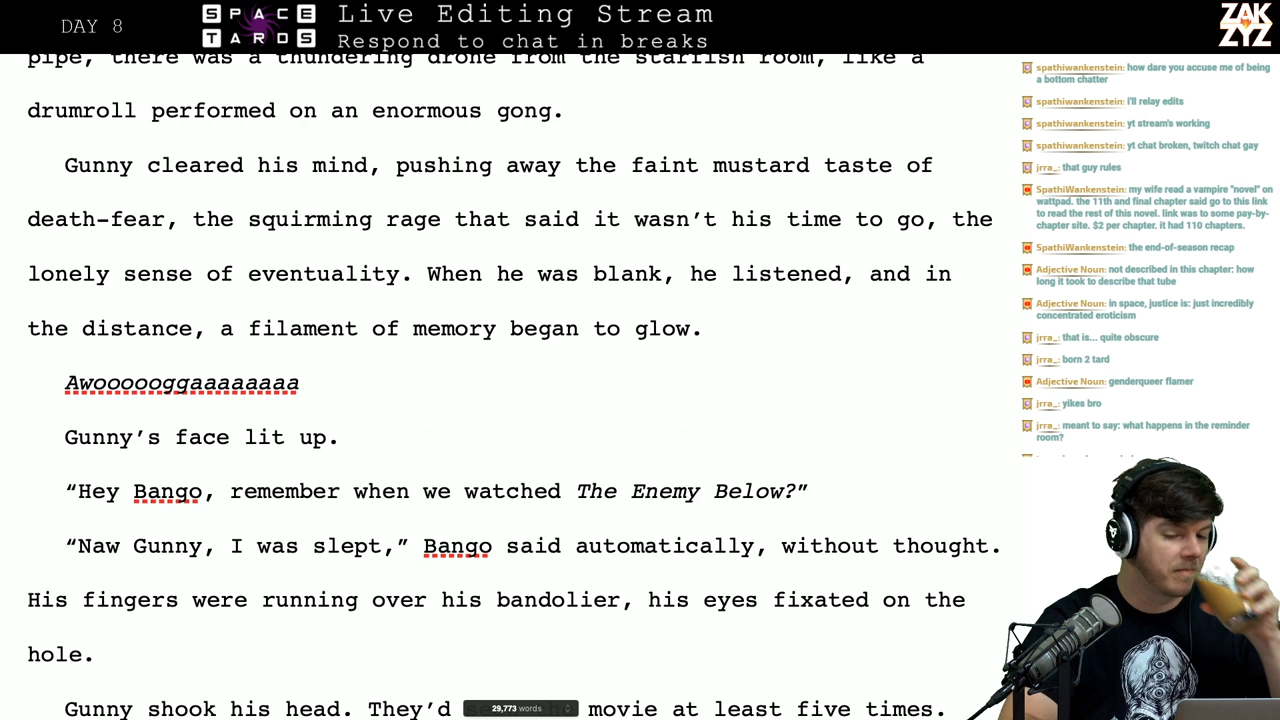 DAY 8
SPACE
TARDS
Live Editing Stream
Respond to chat in breaks
ZAK
ZYZ
pipe, there was a thundering drone from the starfish room, like a
drumroll performed on an enormous gong.
Gunny cleared his mind, pushing away the faint mustard taste of
death-fear, the squirming rage that said it wasn’t his time to go, the
lonely sense of eventuality. When he was blank, he listened, and in
the distance, a filament of memory began to glow.
Awoooooggaaaaaaaa
Gunny’s face lit up.
“Hey Bango, remember when we watched The Enemy Below?”
“Naw Gunny, I was slept,” Bango said automatically, without thought.
His fingers were running over his bandolier, his eyes fixated on the
hole.
Gunny shook his head. They’d movie at least five times.
29,773 words
spathiwankenstein: how dare you accuse me of being
a bottom chatter
spathiwankenstein: i'll relay edits
spathiwankenstein: yt stream's working
spathiwankenstein: yt chat broken, twitch chat gay
jrra_: that guy rules
SpathiWankenstein: my wife read a vampire "novel" on
wattpad. the 11th and final chapter said go to this link
to read the rest of this novel. link was to some pay-by-
chapter site. $2 per chapter. it had 110 chapters.
SpathiWankenstein: the end-of-season recap
Adjective Noun: not described in this chapter: how
long it took to describe that tube
Adjective Noun: in space, justice is: just incredibly
concentrated eroticism
jrra_: that is... quite obscure
jrra_: born 2 tard
Adjective Noun: genderqueer flamer
jrra_: yikes bro
jrra_: meant to say: what happens in the reminder
room?